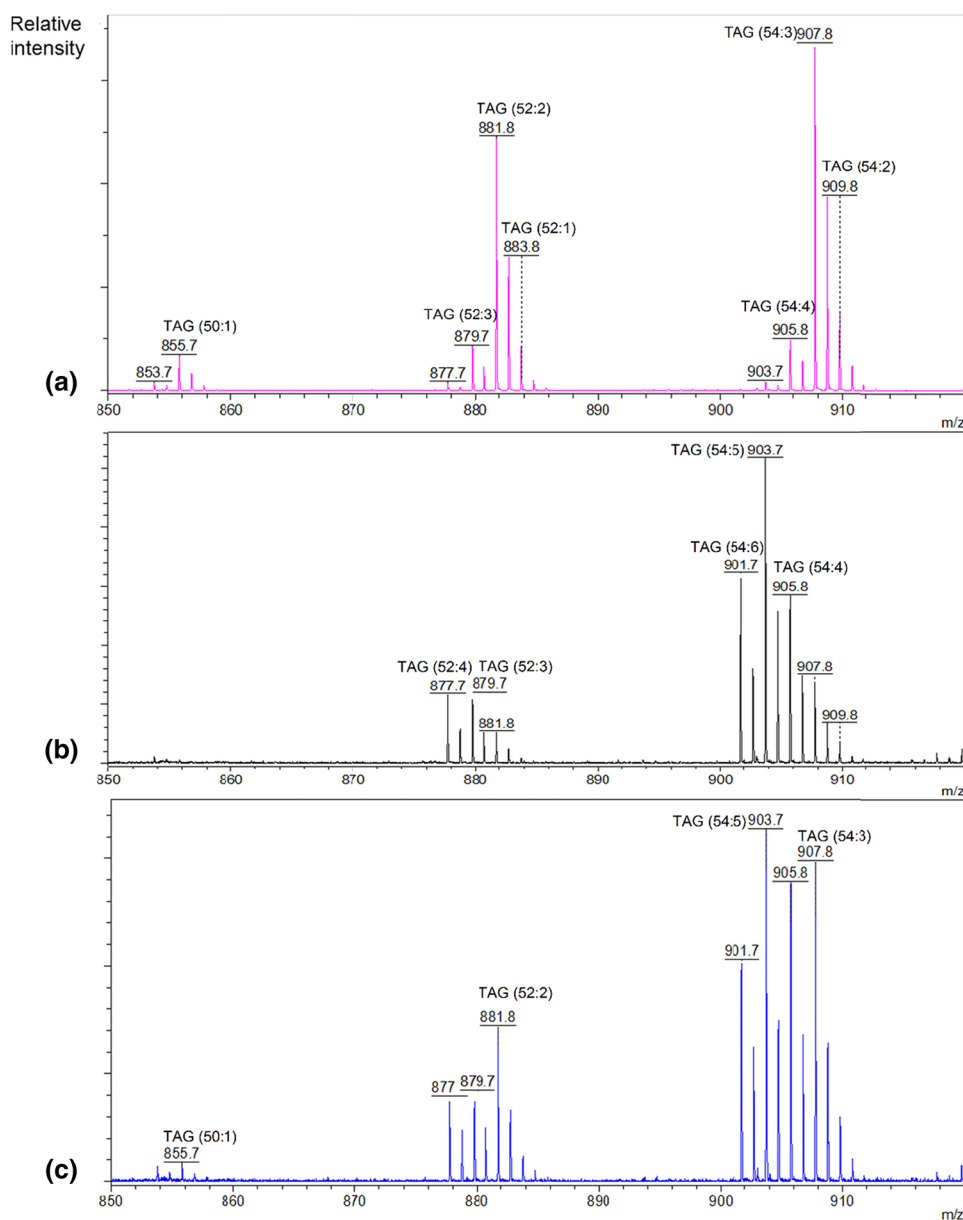 Relative
intensity
TAG (54:3) 907.8
TAG (52:2)
881.8
TAG (54:2)
909.8
TAG (52:1)
883.8
TAG (50:1)
855.7
853.7
TAG (52:3)
879.7
877.7
TAG (54:4)
905.8
903.7
(a)
850 860 870 880 890 900 910
m/z
TAG (54:5) 903.7
TAG (54:6)
901.7
TAG (54:4)
905.8
TAG (52:4) TAG (52:3)
877.7 879.7
881.8
907.8
909.8
(b)
850 860 870 880 890 900 910
m/z
TAG (54:5) 903.7
TAG (54:3)
907.8
905.8
901.7
TAG (52:2)
881.8
877 879.7
TAG (50:1)
855.7
(c)
850 860 870 880 890 900 910
m/z